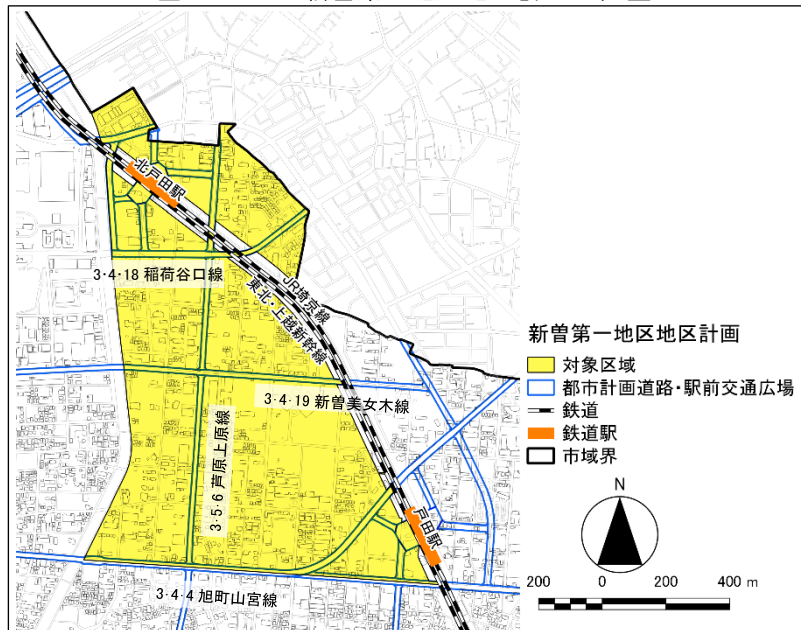 北戸田駅
3・4・18 稲荷谷口線
JR埼京線
東北・上越新幹線
3・4・19 新曽美女木線
3・5・6 芦原上原線
戸田駅
3・4・4 旭町山宮線
新曽第一地区地区計画
対象区域
都市計画道路・駅前交通広場
鉄道
鉄道駅
市域界
N
200 0 200 400 m